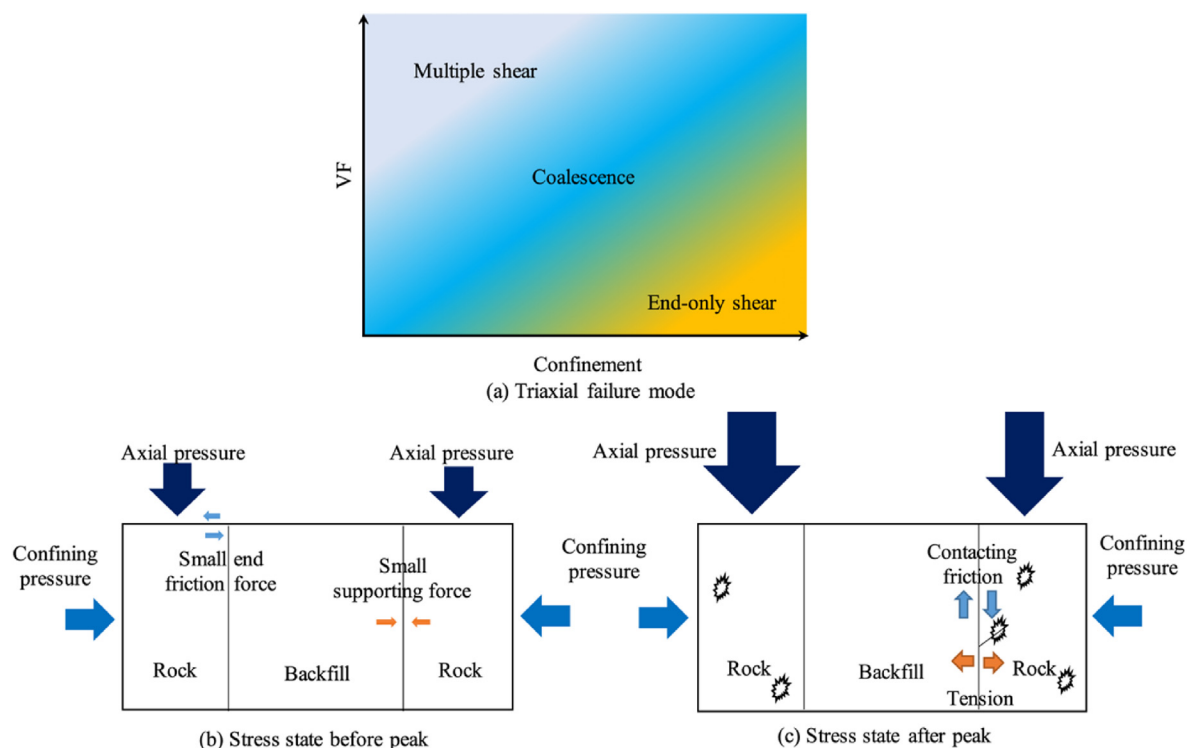 Multiple shear
VF
Coalescence
End-only shear
Confinement
(a) Triaxial failure mode
Axial pressure
Axial pressure
Confining
pressure
Small end
friction force
Small
supporting force
Rock
Backfill
Rock
(b) Stress state before peak
Axial pressure
Axial pressure
Confining
pressure
Contacting
friction
Confining
pressure
Rock
Backfill
Rock
Tension
(c) Stress state after peak